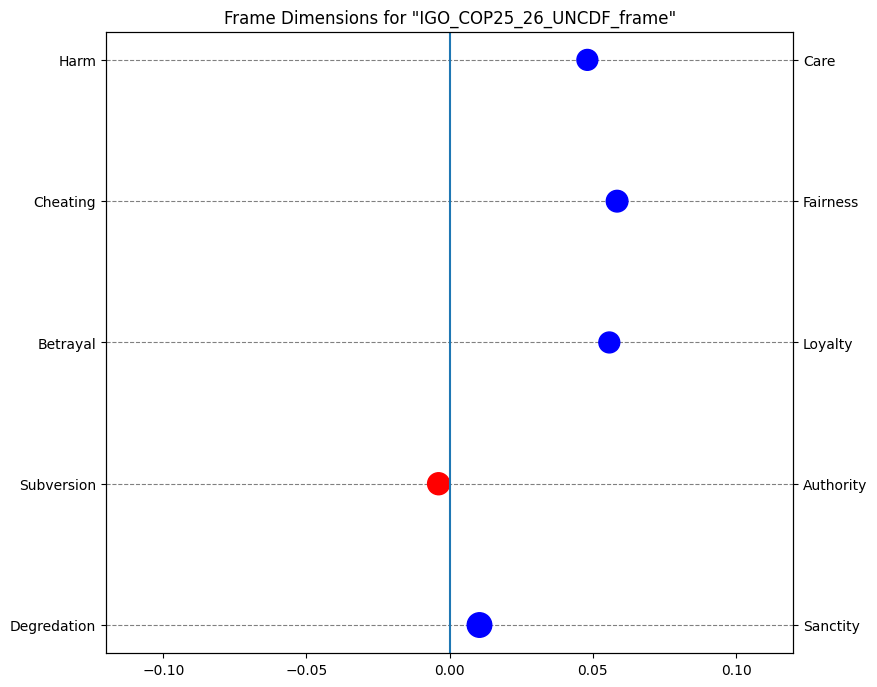 Frame Dimensions for "IGO_COP25_26_UNCDF_frame"
Harm
Care
Cheating
Fairness
Betrayal
Loyalty
Subversion
Authority
Degredation
Sanctity
−0.10
−0.05
0.00
0.05
0.10